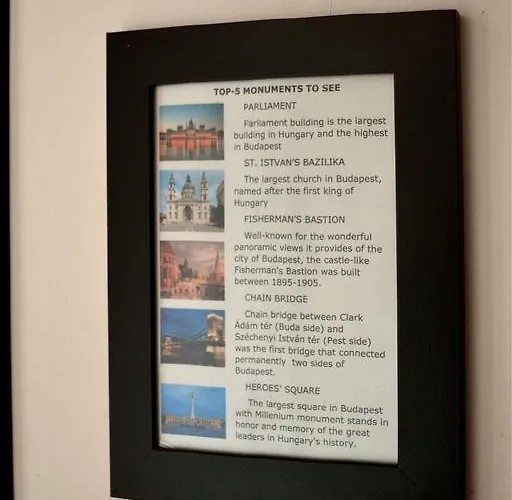 TOP-5 MONUMENTS TO SEE
PARLIAMENT
Parliament building is the largest
building in Hungary and the highest
in Budapest
ST. ISTVAN'S BAZILIKA
The largest church in Budapest,
named after the first king of
Hungary
FISHERMAN'S BASTION
Well-known for the wonderful
panoramic views it provides of the
city of Budapest, the castle-like
Fisherman's Bastion was built
between 1895-1905.
CHAIN BRIDGE
Chain bridge between Clark
Ádám tér (Buda side) and
Széchenyi István tér (Pest side)
was the first bridge that connected
permanently two sides of
Budapest.
HEROES' SQUARE
The largest square in Budapest
with Millenium monument stands in
honor and memory of the great
leaders in Hungary's history.